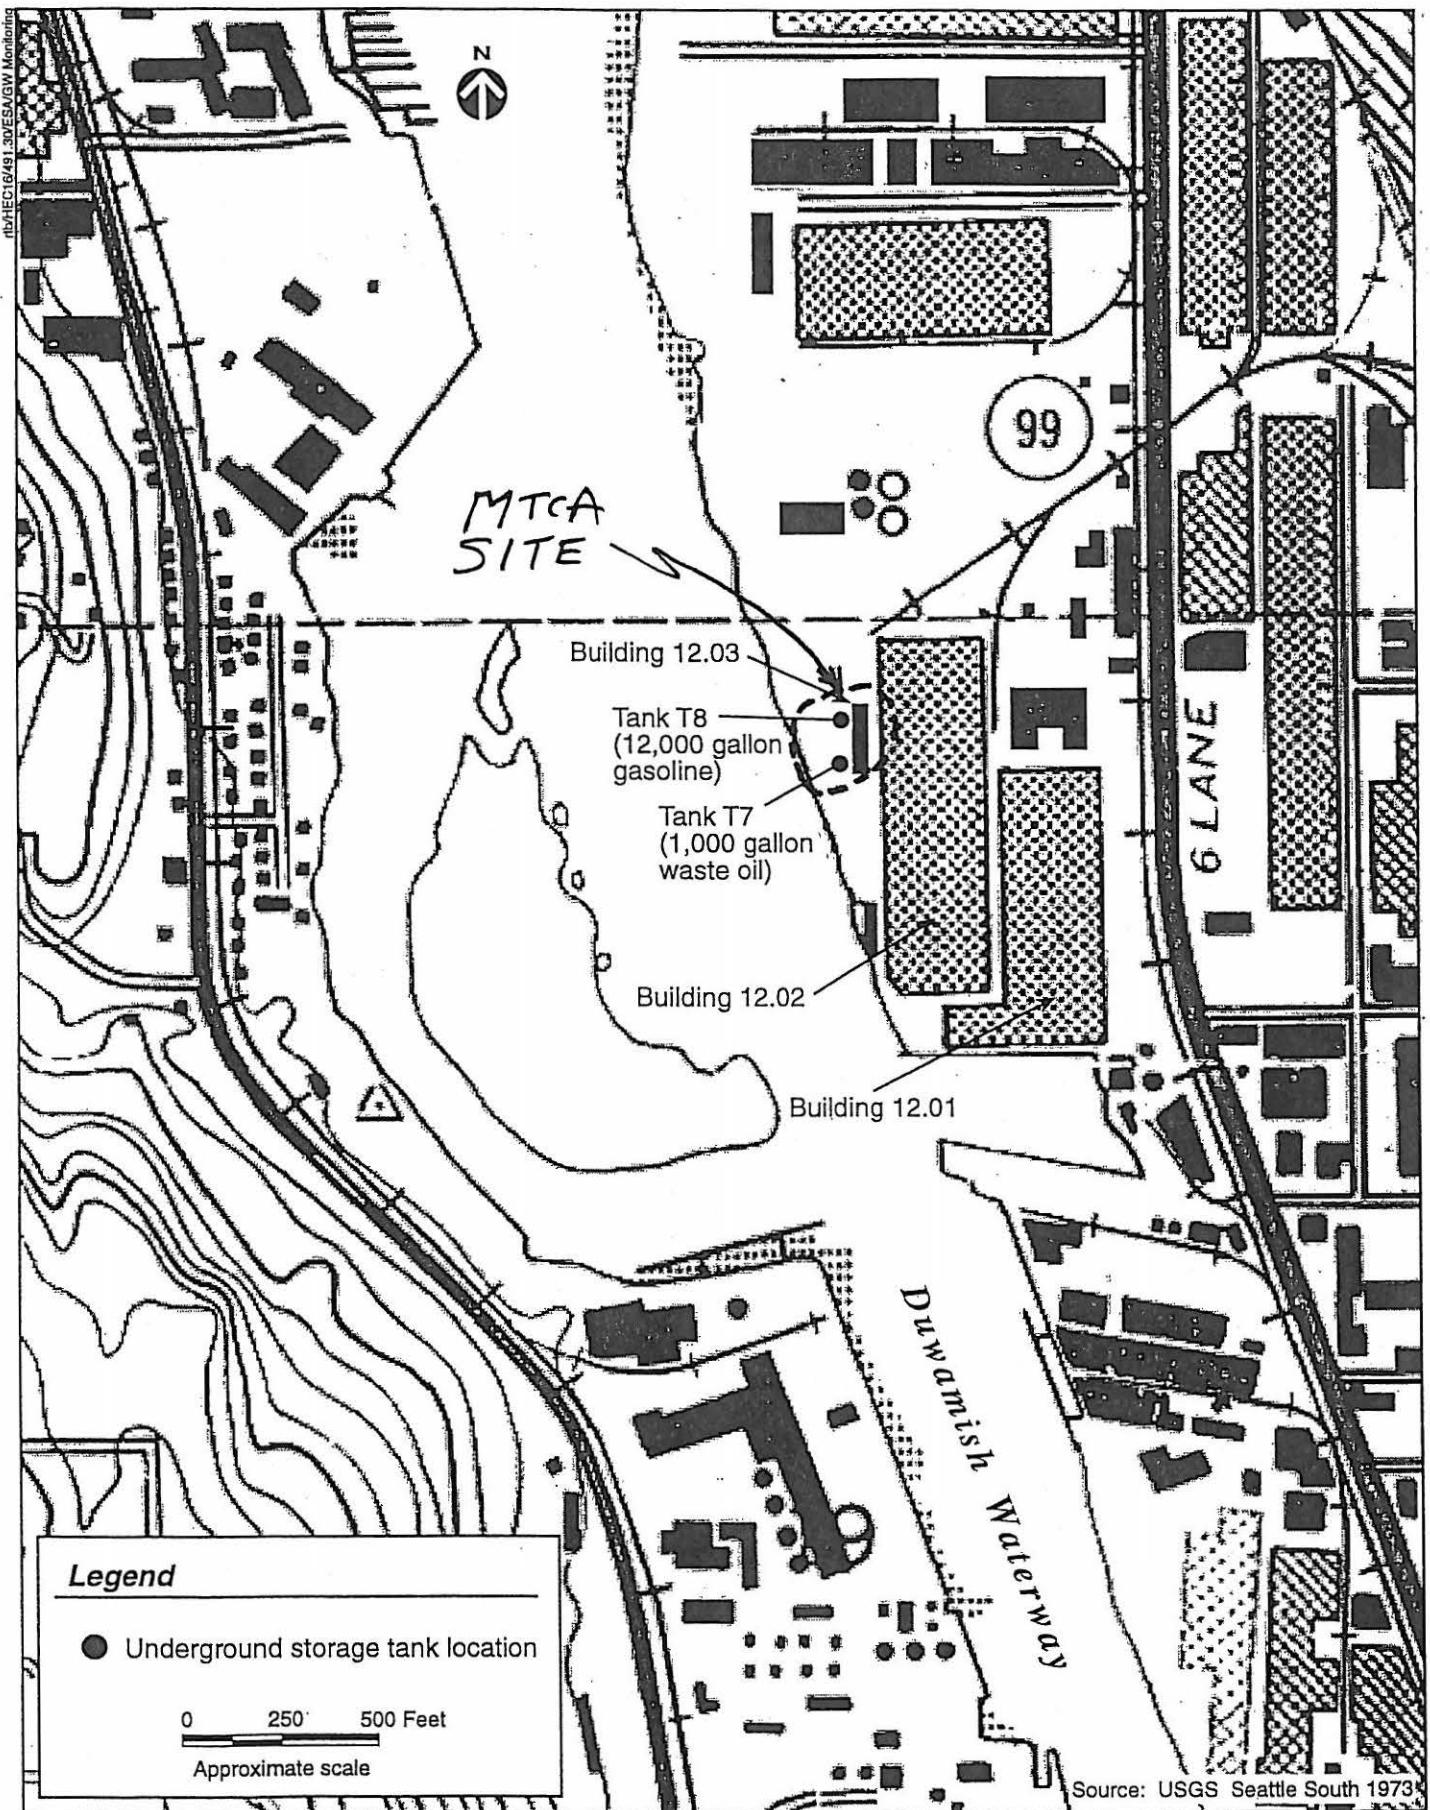 rtb/HEC16/491.30/ESA/GW Monitoring
N
99
MTCA
SITE
Building 12.03
Tank T8
(12,000 gallon
gasoline)
Tank T7
(1,000 gallon
waste oil)
6 LANE
Building 12.02
Building 12.01
Duwamish Waterway
Legend
Underground storage tank location
0 250 500 Feet
Approximate scale
Source: USGS Seattle South 1973